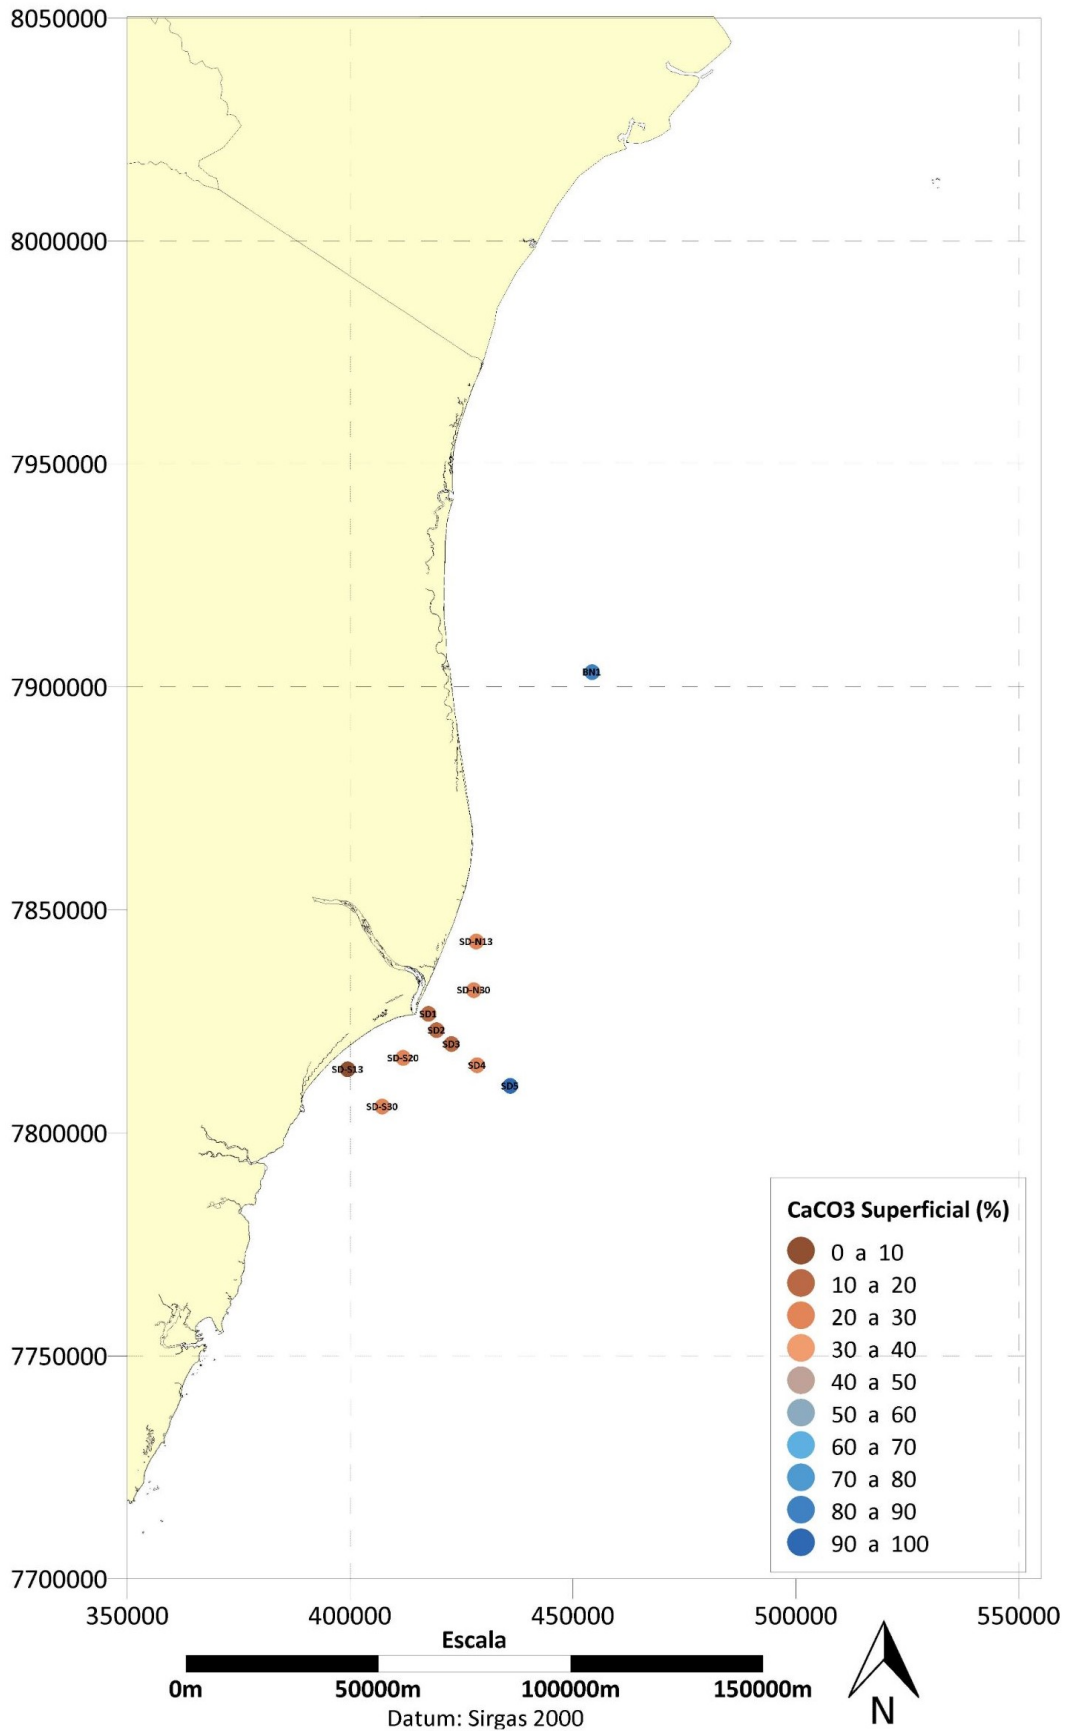 8050000
8000000
7950000
7900000
7850000
7800000
7750000
7700000
BN1
SD-N13
SD-N30
SD1
SD2
SD3
SD-S20
SD4
SD-S13
SD5
SD-S30
CaCO3 Superficial (%)
0 a 10
10 a 20
20 a 30
30 a 40
40 a 50
50 a 60
60 a 70
70 a 80
80 a 90
90 a 100
350000 400000 450000 500000 550000
Escala
0m 50000m 100000m 150000m
Datum: Sirgas 2000
N